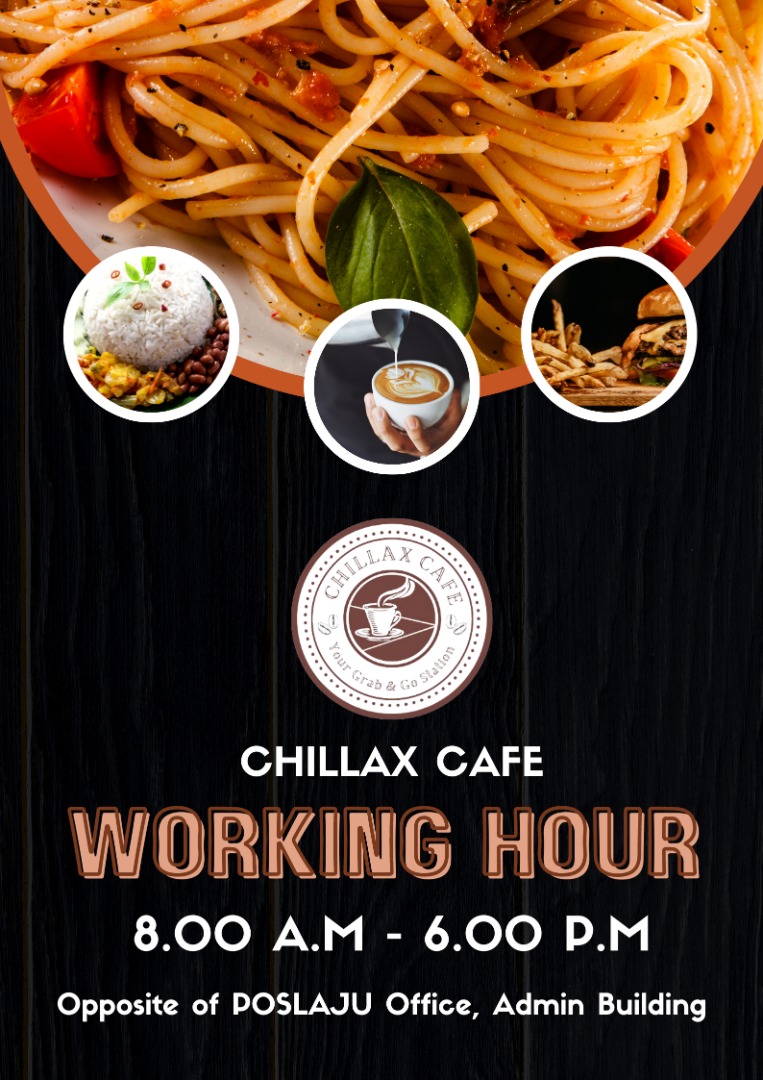 CHILLAX CAFE
Your Grab & Go Station
CHILLAX CAFE
WORKING HOUR
8.00 A.M - 6.00 P.M
Opposite of POSLAJU Office, Admin Building